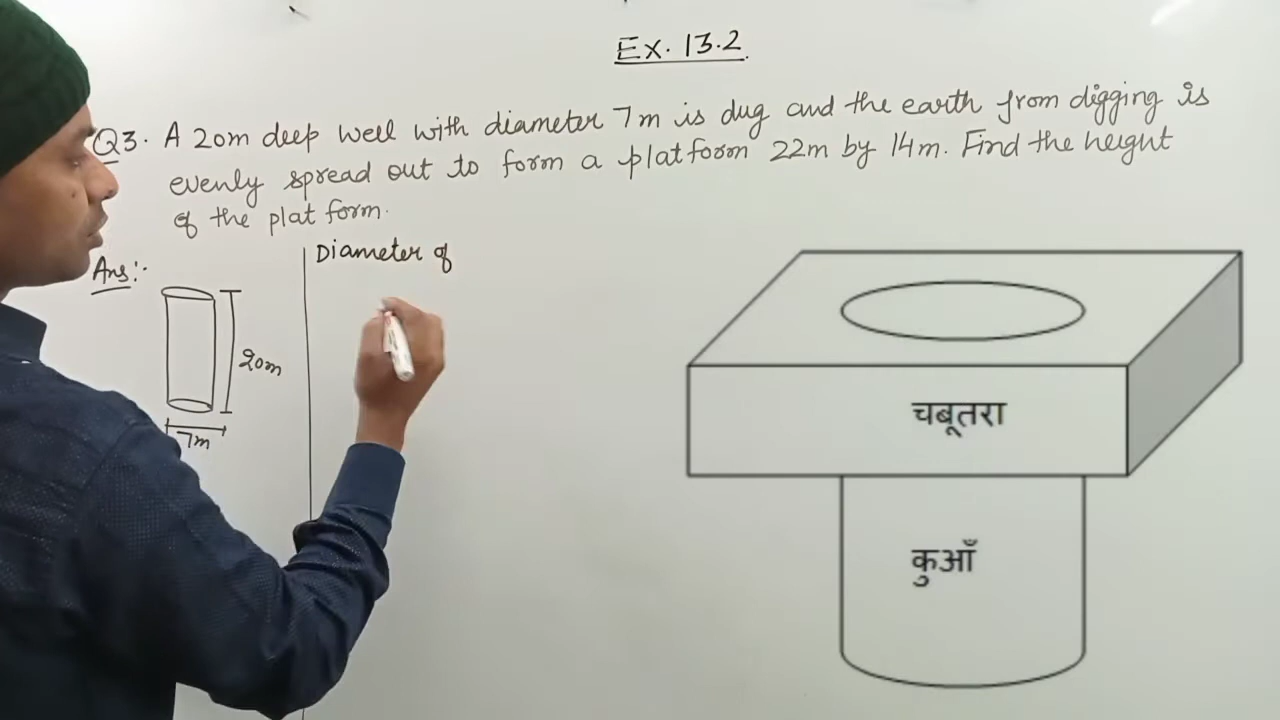 Ex. 13.2
Q3. A 20m deep well with diameter 7m is dug and the earth from digging is
evenly spread out to form a platform 22m by 14m. Find the height
of the plat form.
Ans:-
Diameter of
20m
7m
चबूतरा
कुआँ